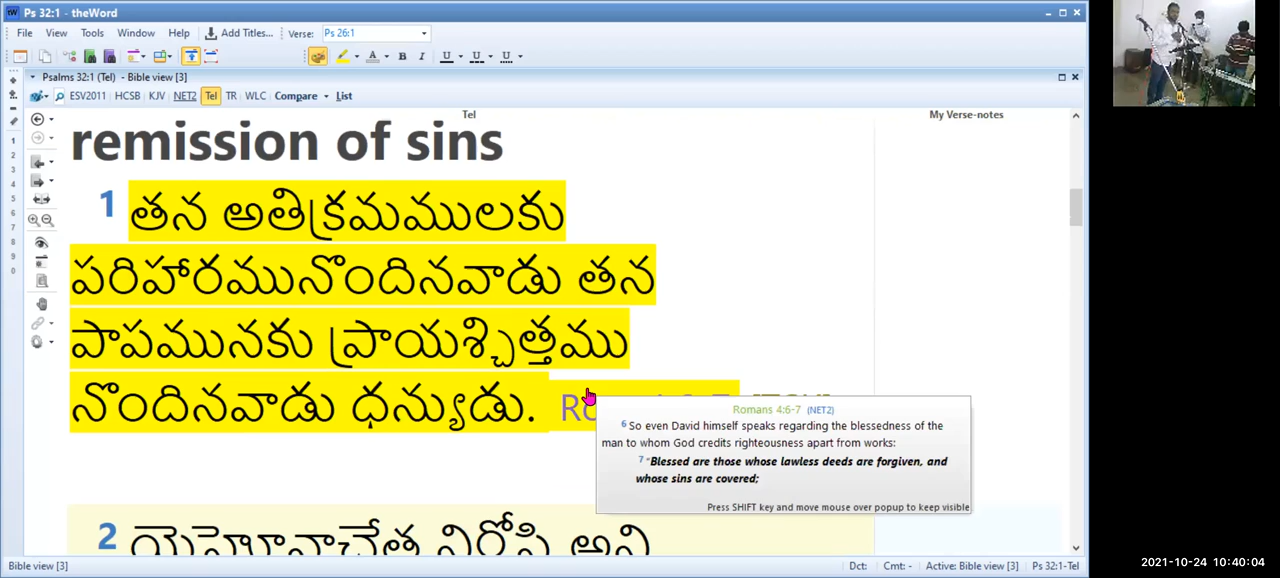 Ps 32:1 - theWord
File View Tools Window Help Add Titles... Verse: Ps 26:1
Psalms 32:1 (Tel) - Bible view [3]
ESV2011 HCSB KJV NET2 Tel TR WLC Compare List
Tel My Verse-notes
remission of sins
1 తన అతిక్రమములకు
పరిహారమునొందినవాడు తన
పాపమునకు ప్రాయశ్చిత్తము
నొందినవాడు ధన్యుడు.
Romans 4:6-7 (NET2)
6 So even David himself speaks regarding the blessedness of the
man to whom God credits righteousness apart from works:
7 "Blessed are those whose lawless deeds are forgiven, and
whose sins are covered;
Press SHIFT key and move mouse over popup to keep visible
2 యెహోవాచేత నిర్దోషి అని
Bible view [3] Dct: Cmt: - Active: Bible view [3] Ps 32:1-Tel
2021-10-24 10:40:04